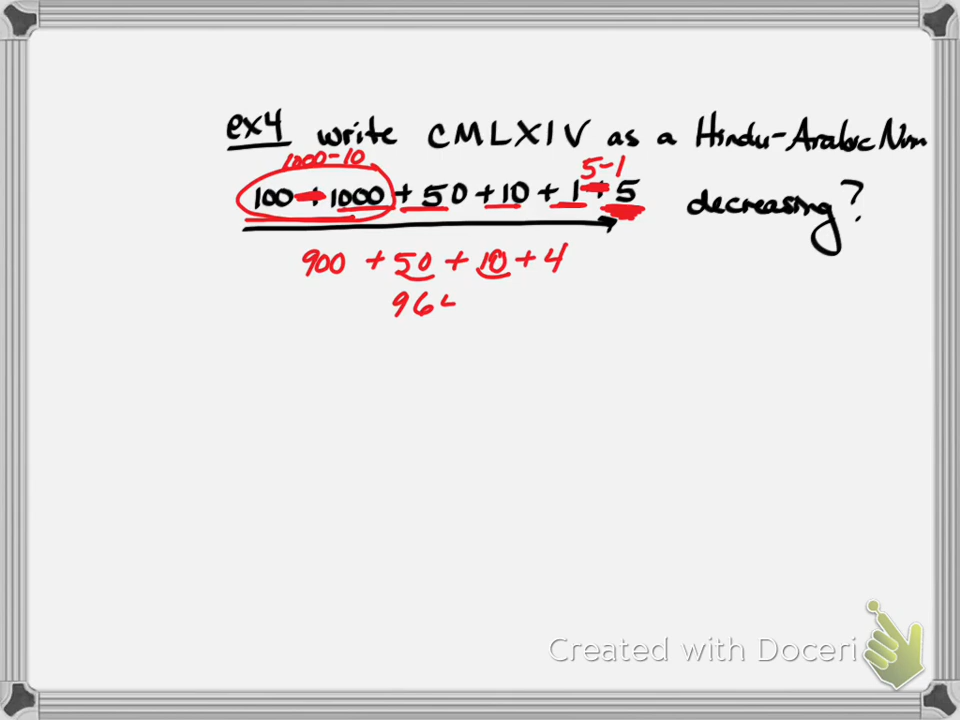 ex4 write CMLXIV as a Hindu-Arabic Num
1000-10 5-1
100 + 1000 + 50 + 10 + 1 + 5 decreasing?
900 + 50 + 10 + 4
964
Created with Doceri